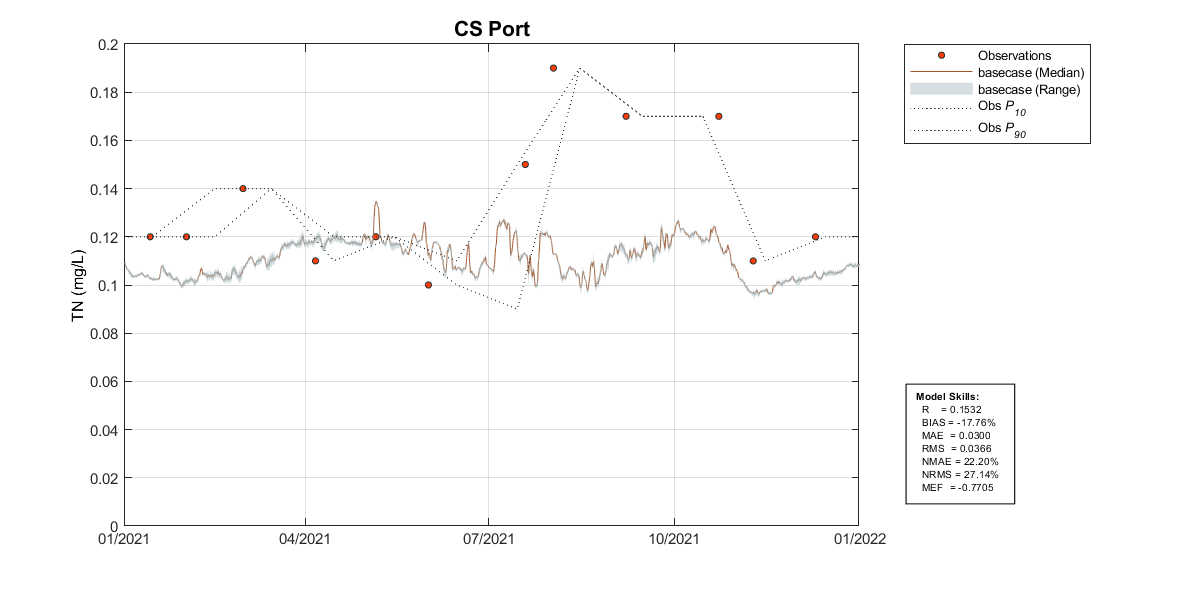 CS Port
0.2
0.18
0.16
0.14
0.12
0.1
0.08
0.06
0.04
0.02
0
TN (mg/L)
01/2021
04/2021
07/2021
10/2021
01/2022
Observations
basecase (Median)
basecase (Range)
Obs P10
Obs P90
Model Skills:
R = 0.1532
BIAS = -17.76%
MAE = 0.0300
RMS = 0.0366
NMAE = 22.20%
NRMS = 27.14%
MEF = -0.7705